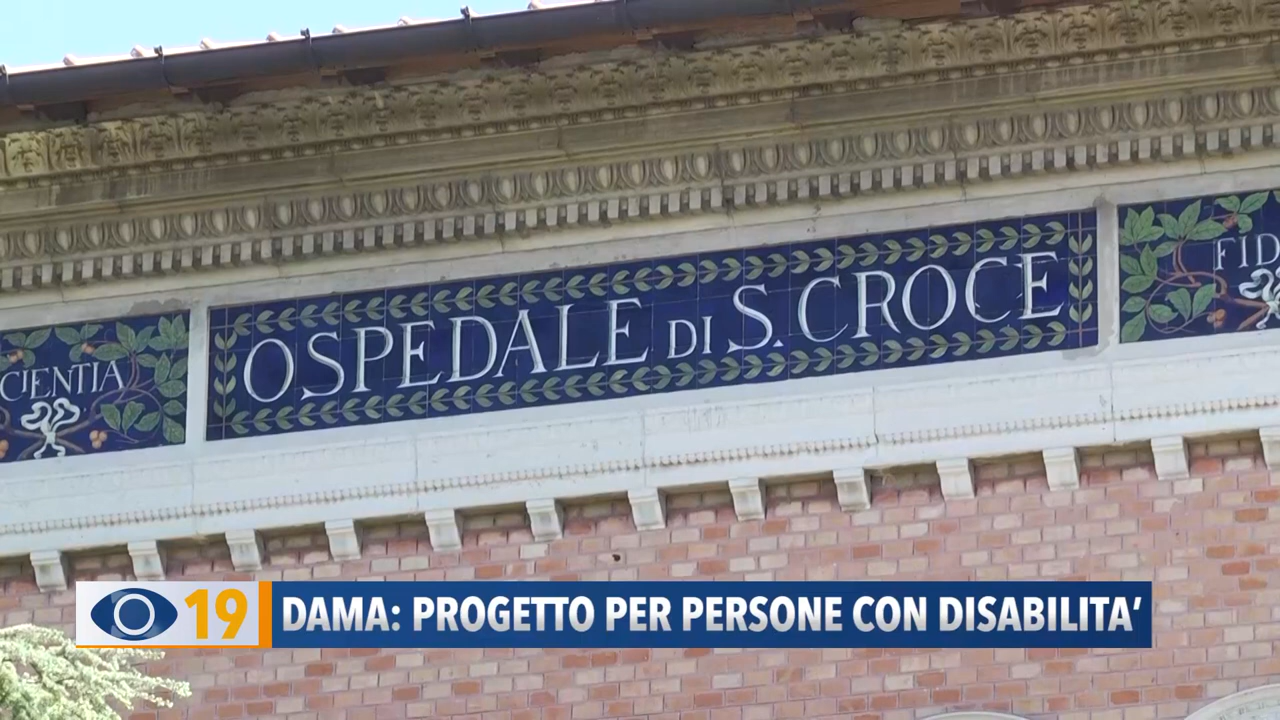 CIENTIA
OSPEDALE DI S. CROCE
FID
19
DAMA: PROGETTO PER PERSONE CON DISABILITA'